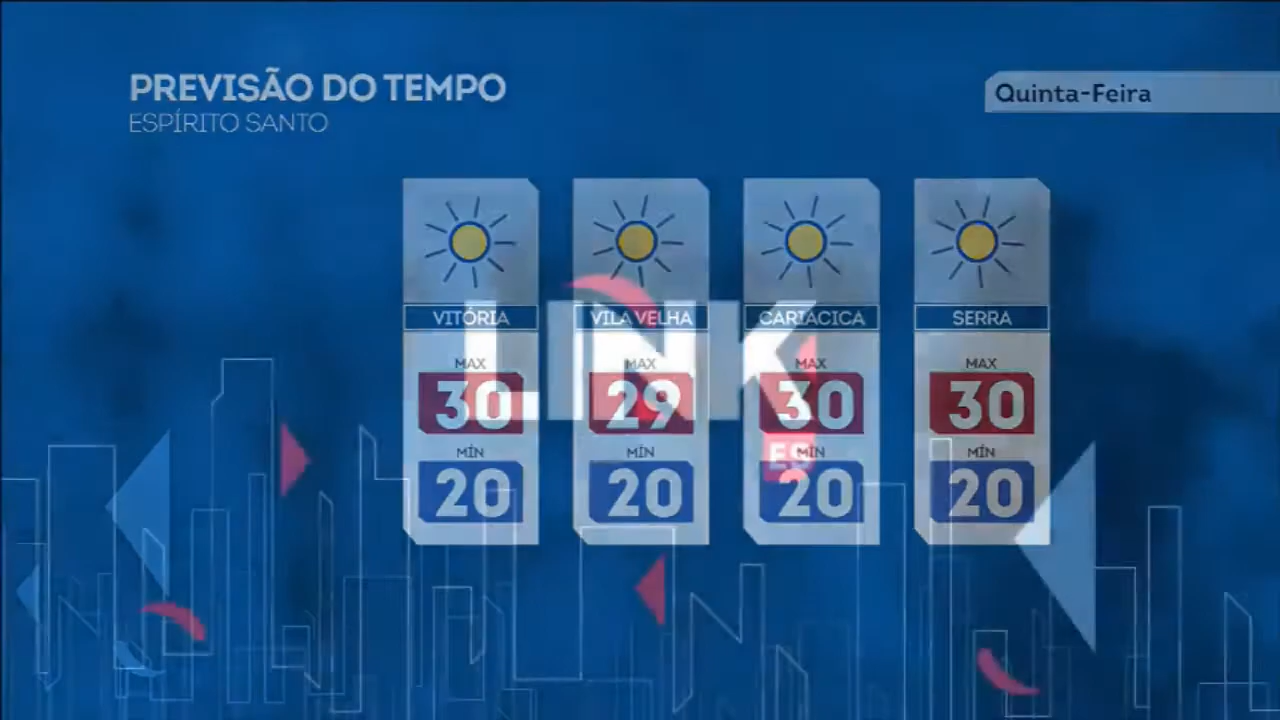 PREVISÃO DO TEMPO
ESPÍRITO SANTO
Quinta-Feira
VITÓRIA
VILA VELHA
CARIACICA
SERRA
LINK
ES
MAX
MAX
MAX
MAX
30
29
30
30
MÍN
MÍN
MÍN
MÍN
20
20
20
20